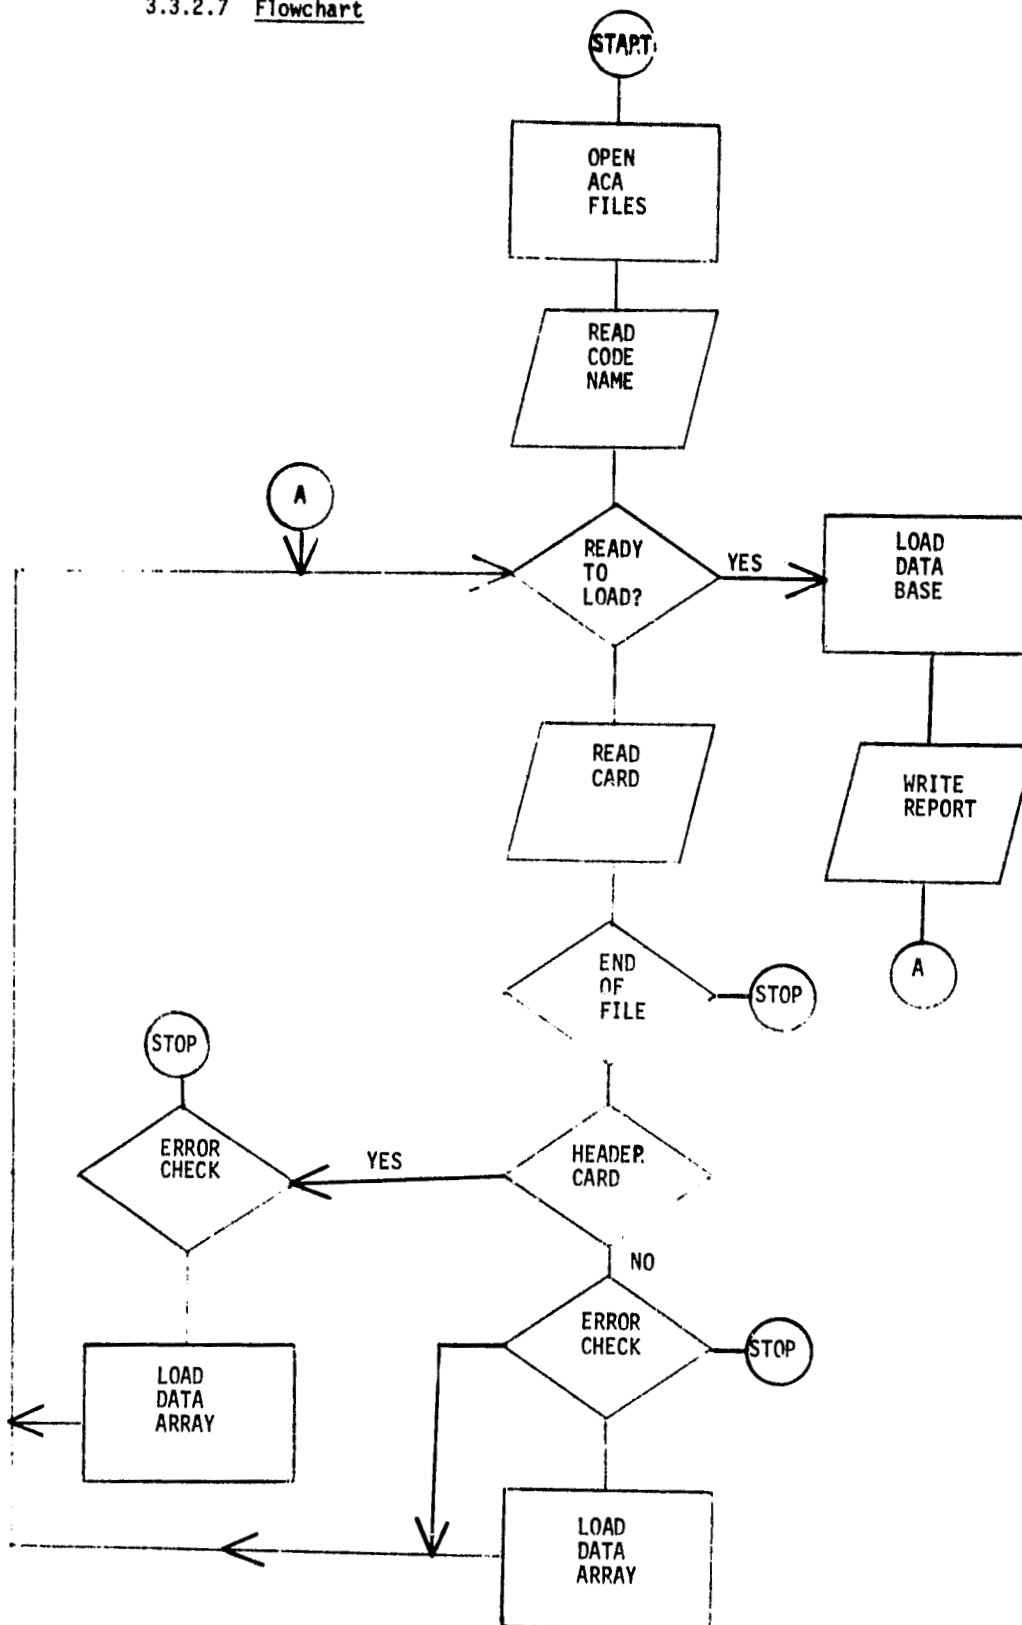 3.3.2.7 Flowchart
START
OPEN
ACA
FILES
READ
CODE
NAME
A
READY
TO
LOAD?
YES
LOAD
DATA
BASE
READ
CARD
WRITE
REPORT
END
OF
FILE
STOP
A
STOP
ERROR
CHECK
YES
HEADER
CARD
NO
ERROR
CHECK
STOP
LOAD
DATA
ARRAY
LOAD
DATA
ARRAY